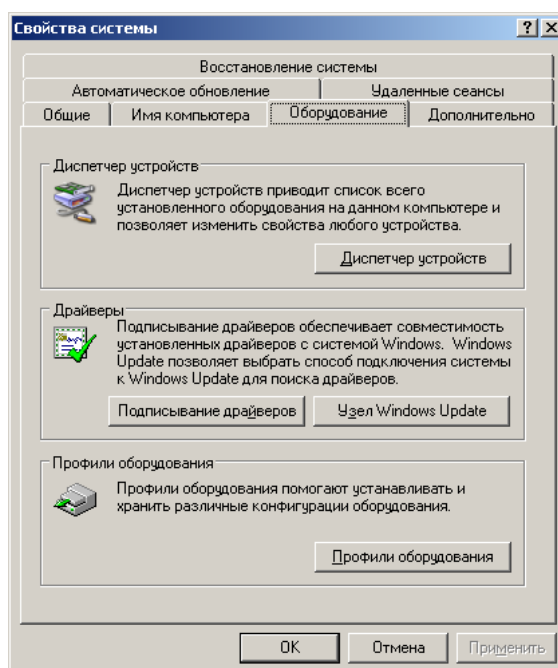 Свойства системы
Восстановление системы
Автоматическое обновление Удаленные сеансы
Общие Имя компьютера Оборудование Дополнительно
Диспетчер устройств
Диспетчер устройств приводит список всего
установленного оборудования на данном компьютере и
позволяет изменить свойства любого устройства.
Диспетчер устройств
Драйверы
Подписывание драйверов обеспечивает совместимость
установленных драйверов с системой Windows. Windows
Update позволяет выбрать способ подключения системы
к Windows Update для поиска драйверов.
Подписывание драйверов Узел Windows Update
Профили оборудования
Профили оборудования помогают устанавливать и
хранить различные конфигурации оборудования.
Профили оборудования
OK Отмена Применить